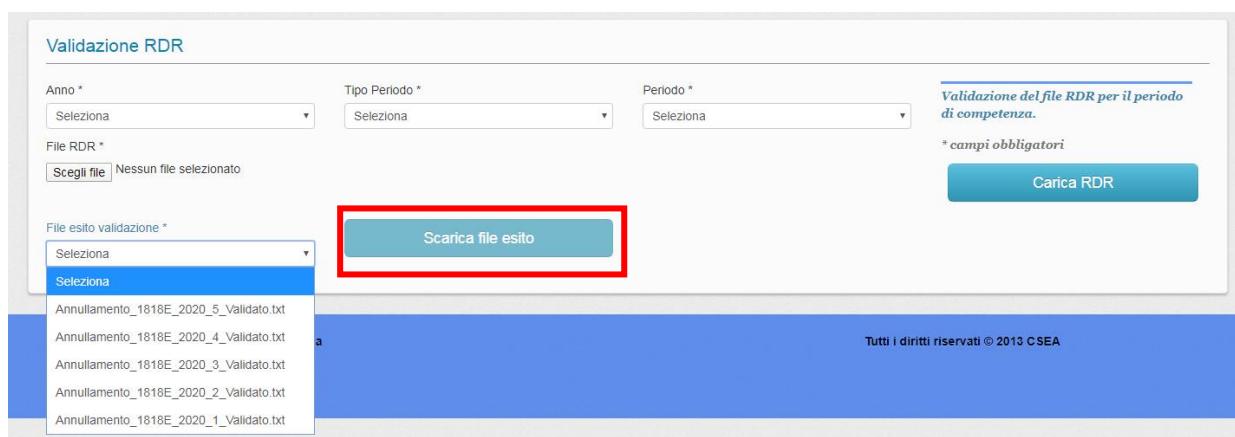 Validazione RDR
Anno *
Tipo Periodo *
Periodo *
Seleziona
Seleziona
Seleziona
Validazione del file RDR per il periodo
di competenza.
File RDR *
* campi obbligatori
Scegli file Nessun file selezionato
Carica RDR
File esito validazione *
Scarica file esito
Seleziona
Seleziona
Annullamento_1818E_2020_5_Validato.txt
Annullamento_1818E_2020_4_Validato.txt
a
Tutti i diritti riservati © 2013 CSEA
Annullamento_1818E_2020_3_Validato.txt
Annullamento_1818E_2020_2_Validato.txt
Annullamento_1818E_2020_1_Validato.txt